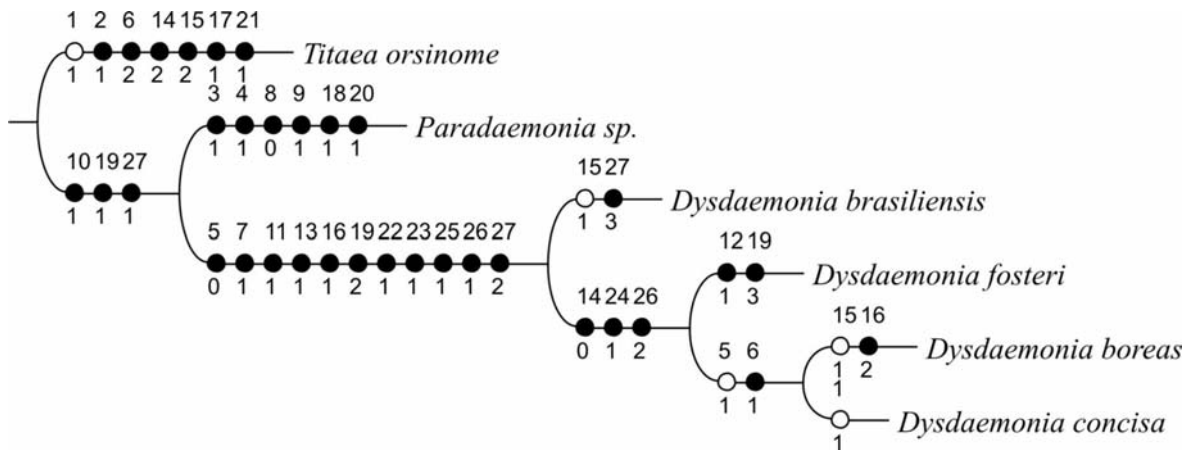 1 2 6 14 15 17 21
Titaea orsinome
1 1 2 2 2 1 1
3 4 8 9 18 20
Paradaemonia sp.
1 1 0 1 1 1
10 19 27
1 1 1
15 27
Dysdaemonia brasiliensis
1 3
5 7 11 13 16 19 22 23 25 26 27
0 1 1 1 1 2 1 1 1 1 2
12 19
Dysdaemonia fosteri
1 3
14 24 26
0 1 2
15 16
Dysdaemonia boreas
1 2
5 6
1 1
1
Dysdaemonia concisa
1